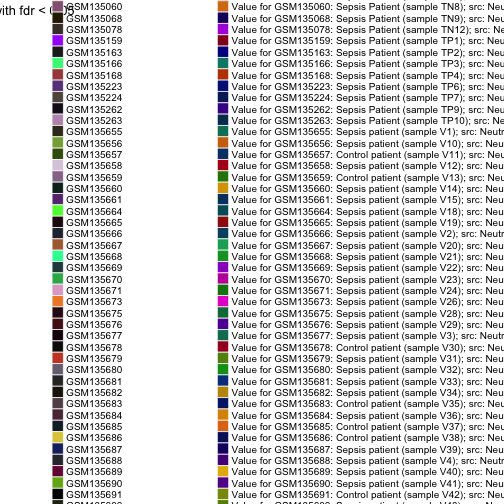 with fdr < 0.05
GSM135060 Value for GSM135060: Sepsis Patient (sample TN8); src: Neu
GSM135068 Value for GSM135068: Sepsis Patient (sample TN9); src: Neu
GSM135078 Value for GSM135078: Sepsis Patient (sample TN12); src: Ne
GSM135159 Value for GSM135159: Sepsis Patient (sample TP1); src: Neu
GSM135163 Value for GSM135163: Sepsis Patient (sample TP2); src: Neu
GSM135166 Value for GSM135166: Sepsis Patient (sample TP3); src: Neu
GSM135168 Value for GSM135168: Sepsis Patient (sample TP4); src: Neu
GSM135223 Value for GSM135223: Sepsis Patient (sample TP6); src: Neu
GSM135224 Value for GSM135224: Sepsis Patient (sample TP7); src: Neu
GSM135262 Value for GSM135262: Sepsis Patient (sample TP9); src: Neu
GSM135263 Value for GSM135263: Sepsis Patient (sample TP10); src: Ne
GSM135655 Value for GSM135655: Sepsis patient (sample V1); src: Neutr
GSM135656 Value for GSM135656: Sepsis patient (sample V10); src: Neu
GSM135657 Value for GSM135657: Control patient (sample V11); src: Neu
GSM135658 Value for GSM135658: Sepsis patient (sample V12); src: Neu
GSM135659 Value for GSM135659: Control patient (sample V13); src: Neu
GSM135660 Value for GSM135660: Sepsis patient (sample V14); src: Neu
GSM135661 Value for GSM135661: Sepsis patient (sample V15); src: Neu
GSM135664 Value for GSM135664: Sepsis patient (sample V18); src: Neu
GSM135665 Value for GSM135665: Sepsis patient (sample V19); src: Neu
GSM135666 Value for GSM135666: Sepsis patient (sample V2); src: Neutr
GSM135667 Value for GSM135667: Sepsis patient (sample V20); src: Neu
GSM135668 Value for GSM135668: Sepsis patient (sample V21); src: Neu
GSM135669 Value for GSM135669: Sepsis patient (sample V22); src: Neu
GSM135670 Value for GSM135670: Sepsis patient (sample V23); src: Neu
GSM135671 Value for GSM135671: Sepsis patient (sample V24); src: Neu
GSM135673 Value for GSM135673: Sepsis patient (sample V26); src: Neu
GSM135675 Value for GSM135675: Sepsis patient (sample V28); src: Neu
GSM135676 Value for GSM135676: Sepsis patient (sample V29); src: Neu
GSM135677 Value for GSM135677: Sepsis patient (sample V3); src: Neutr
GSM135678 Value for GSM135678: Control patient (sample V30); src: Neu
GSM135679 Value for GSM135679: Sepsis patient (sample V31); src: Neu
GSM135680 Value for GSM135680: Sepsis patient (sample V32); src: Neu
GSM135681 Value for GSM135681: Sepsis patient (sample V33); src: Neu
GSM135682 Value for GSM135682: Sepsis patient (sample V34); src: Neu
GSM135683 Value for GSM135683: Control patient (sample V35); src: Neu
GSM135684 Value for GSM135684: Sepsis patient (sample V36); src: Neu
GSM135685 Value for GSM135685: Control patient (sample V37); src: Neu
GSM135686 Value for GSM135686: Control patient (sample V38); src: Neu
GSM135687 Value for GSM135687: Sepsis patient (sample V39); src: Neu
GSM135688 Value for GSM135688: Sepsis patient (sample V4); src: Neutr
GSM135689 Value for GSM135689: Sepsis patient (sample V40); src: Neu
GSM135690 Value for GSM135690: Sepsis patient (sample V41); src: Neu
GSM135691 Value for GSM135691: Control patient (sample V42); src: Neu